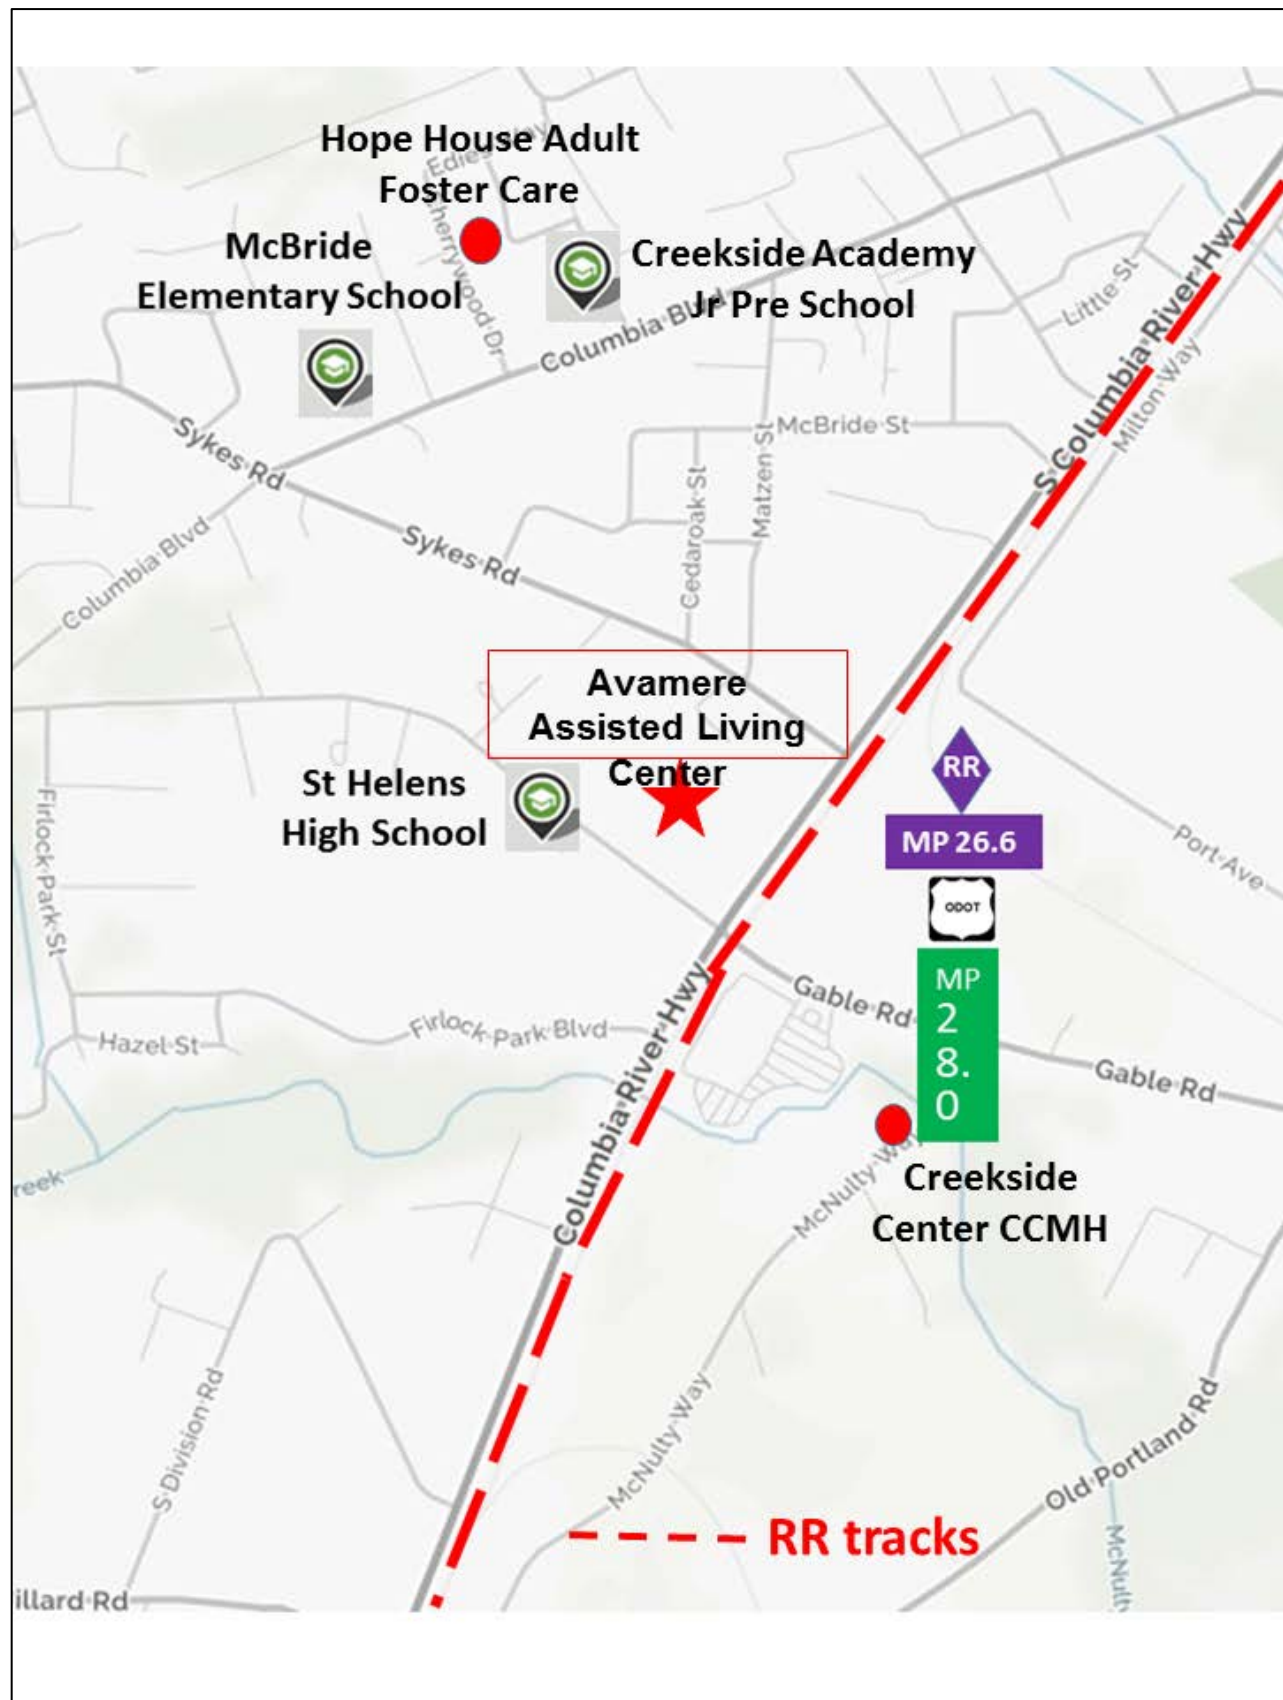 Hope House Adult
Foster Care
Edies Way
Cherrywood Dr
McBride
Elementary School
Creekside Academy
Jr Pre School
Columbia Blvd
Little St
S Columbia River Hwy
Milton Way
Sykes Rd
McBride St
Matzen St
Cedaroak St
Columbia Blvd
Sykes Rd
Avamere
Assisted Living
Center
St Helens
High School
RR
MP 26.6
ODOT
MP
2
8.
0
Port Ave
Firlock Park St
Hazel St
Firlock Park Blvd
Columbia River Hwy
Gable Rd
Gable Rd
reek
McNulty Way
Creekside
Center CCMH
S Division Rd
McNulty Way
Old Portland Rd
McNulty
RR tracks
illard Rd